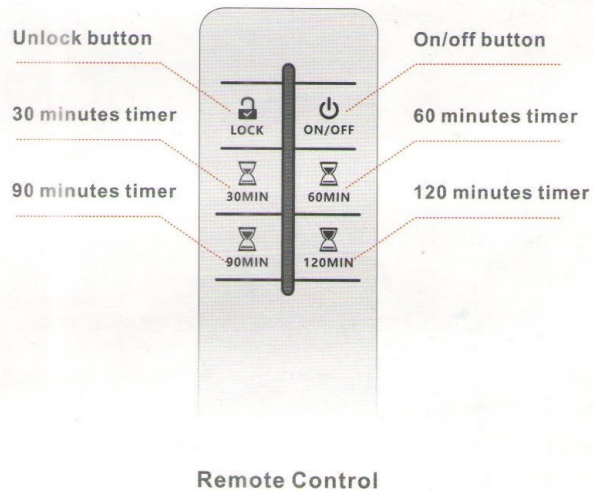 Unlock button
On/off button
LOCK
ON/OFF
30 minutes timer
60 minutes timer
30MIN
60MIN
90 minutes timer
120 minutes timer
90MIN
120MIN
Remote Control